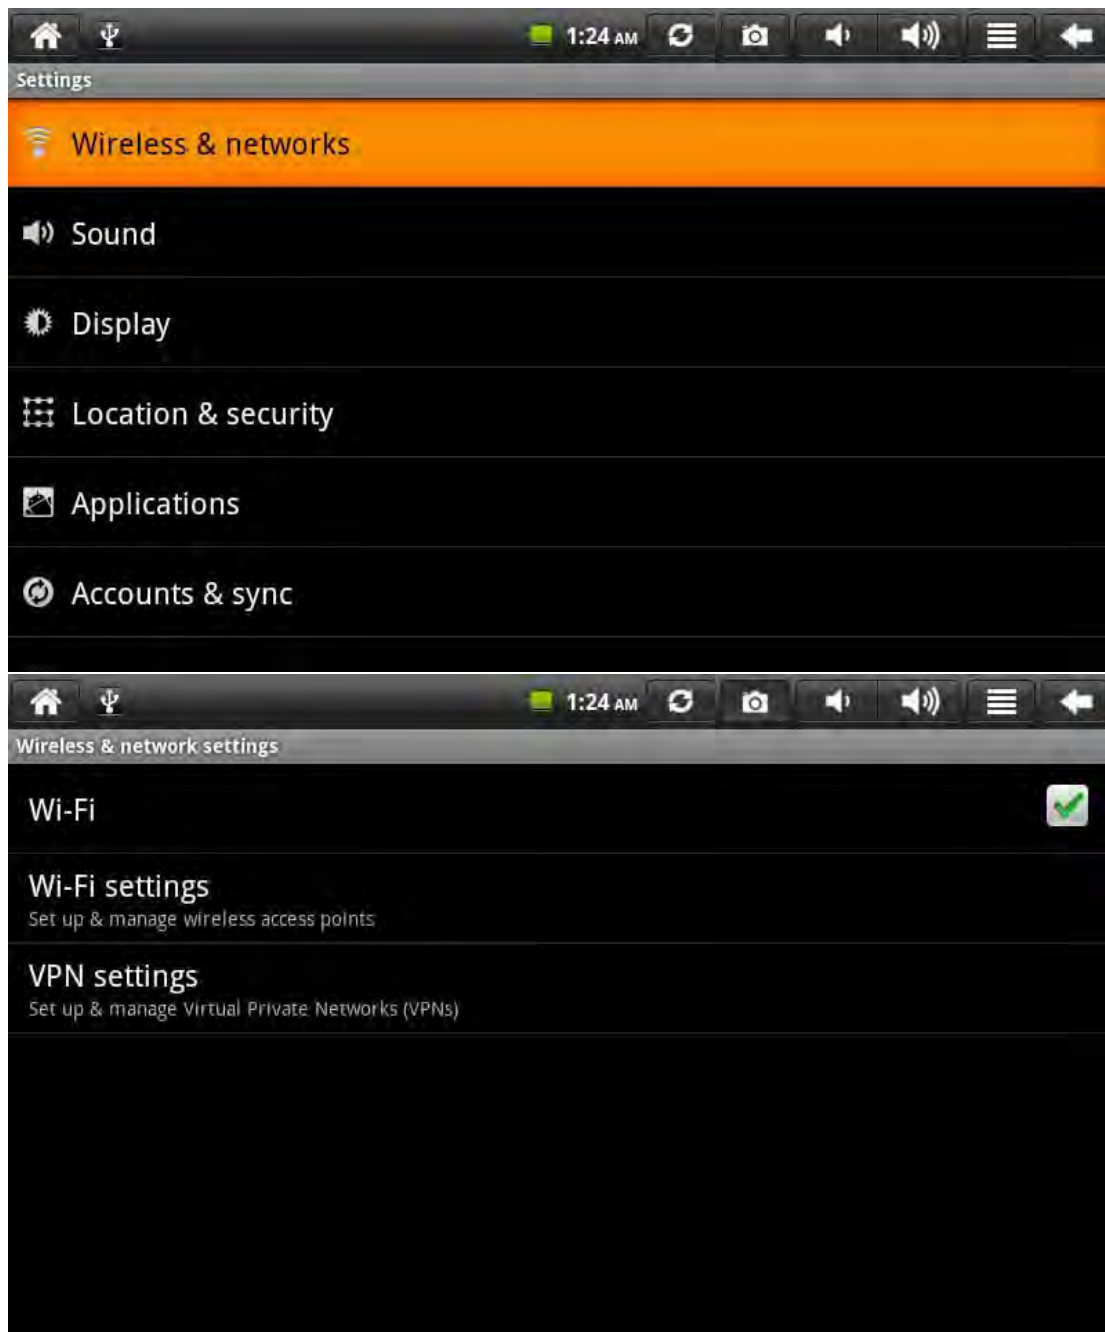 1:24 AM
Settings
Wireless & networks
Sound
Display
Location & security
Applications
Accounts & sync
1:24 AM
Wireless & network settings
Wi-Fi
Wi-Fi settings
Set up & manage wireless access points
VPN settings
Set up & manage Virtual Private Networks (VPNs)